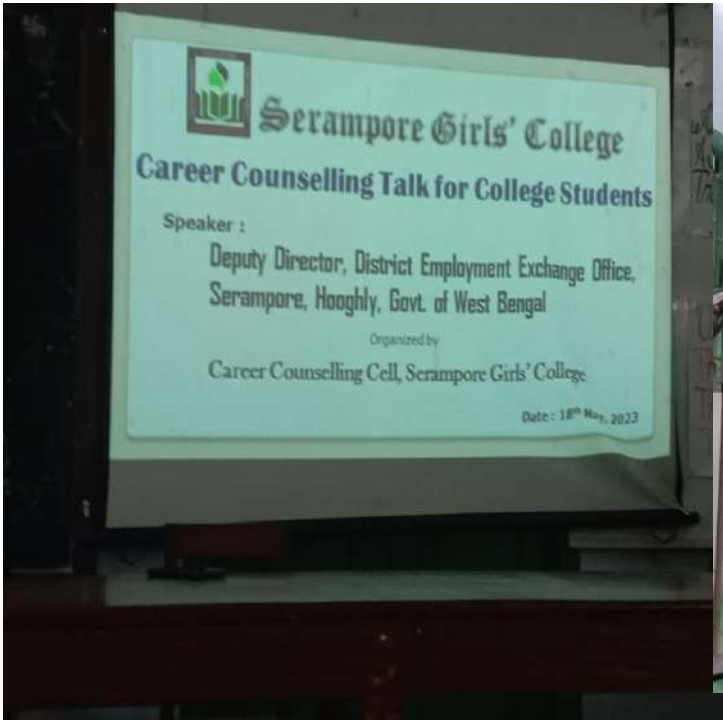 Serampore Girls' College
Career Counselling Talk for College Students
Speaker :
Deputy Director, District Employment Exchange Office,
Serampore, Hooghly, Govt. of West Bengal
Organized by
Career Counselling Cell, Serampore Girls' College
Date : 18th May, 2023